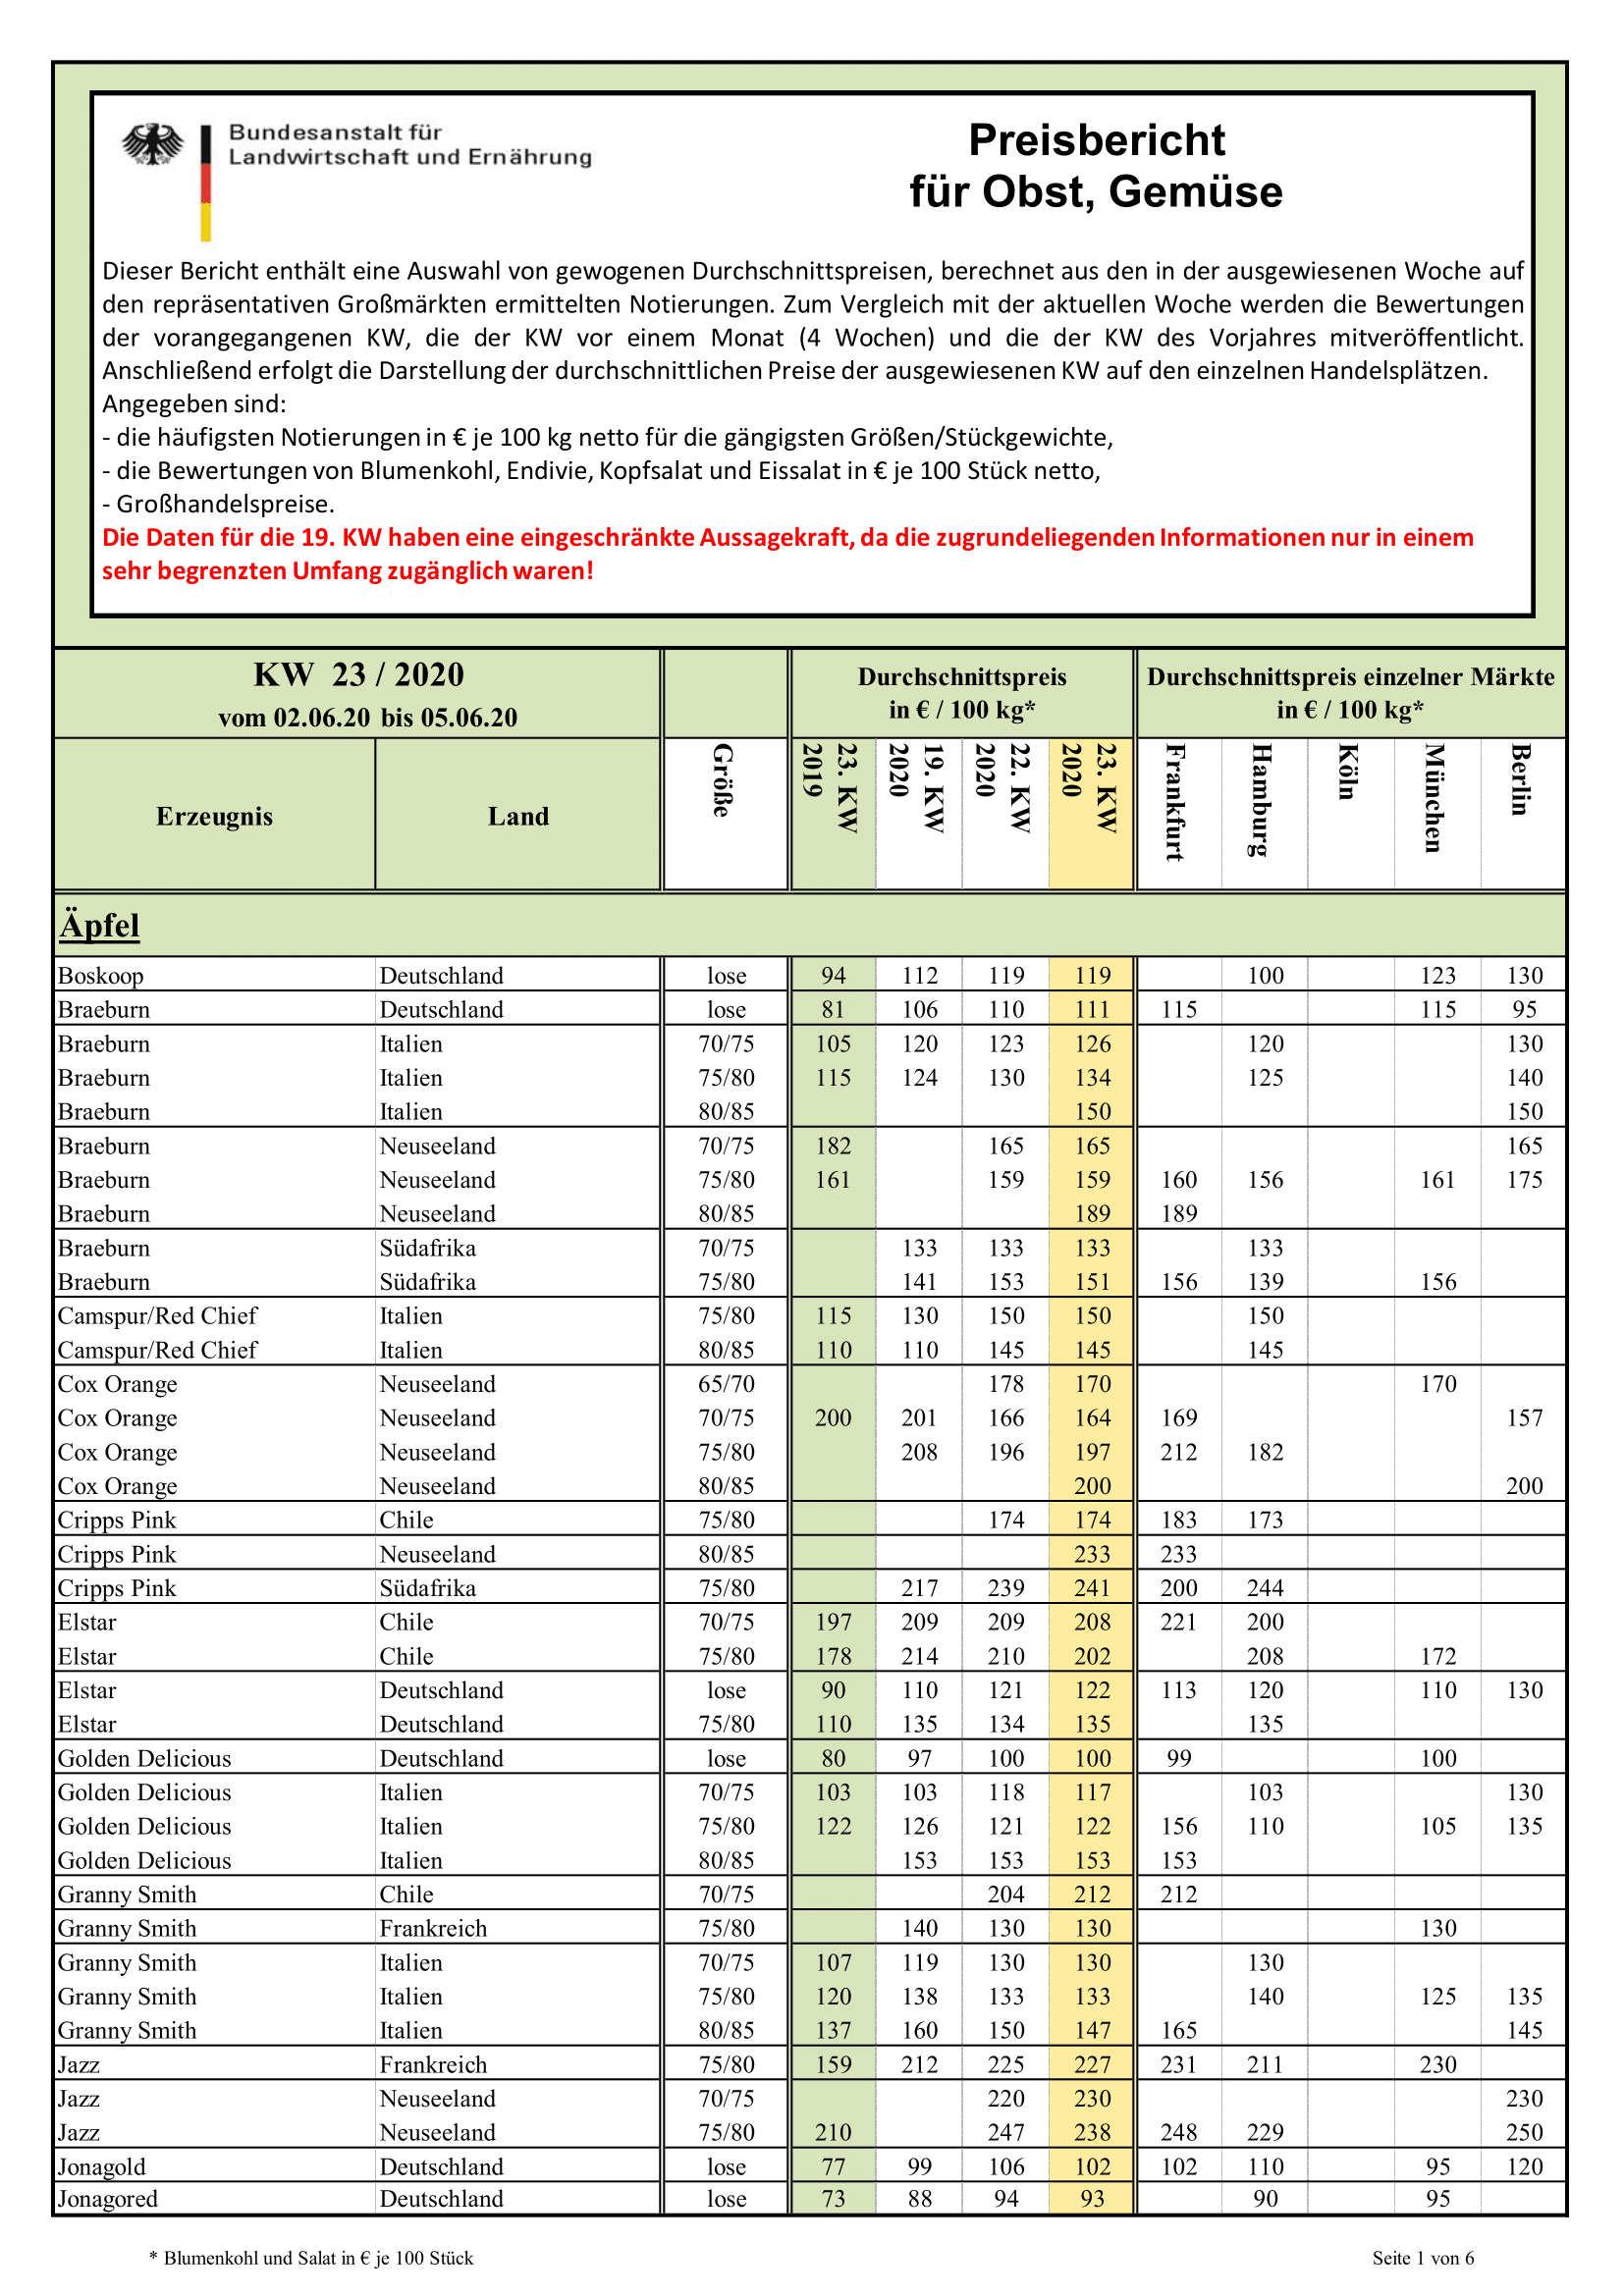 Bundesanstalt für
Landwirtschaft und Ernährung
Preisbericht
für Obst, Gemüse
Dieser Bericht enthält eine Auswahl von gewogenen Durchschnittspreisen, berechnet aus den in der ausgewiesenen Woche auf
den repräsentativen Großmärkten ermittelten Notierungen. Zum Vergleich mit der aktuellen Woche werden die Bewertungen
der vorangegangenen KW, die der KW vor einem Monat (4 Wochen) und die der KW des Vorjahres mitveröffentlicht.
Anschließend erfolgt die Darstellung der durchschnittlichen Preise der ausgewiesenen KW auf den einzelnen Handelsplätzen.
Angegeben sind:
- die häufigsten Notierungen in € je 100 kg netto für die gängigsten Größen/Stückgewichte,
- die Bewertungen von Blumenkohl, Endivie, Kopfsalat und Eissalat in € je 100 Stück netto,
- Großhandelspreise.
Die Daten für die 19. KW haben eine eingeschränkte Aussagekraft, da die zugrundeliegenden Informationen nur in einem
sehr begrenzten Umfang zugänglich waren!
KW 23 / 2020
vom 02.06.20 bis 05.06.20
Durchschnittspreis
in € / 100 kg*
Durchschnittspreis einzelner Märkte
in € / 100 kg*
Erzeugnis Land Größe 23. KW 2019 19. KW 2020 22. KW 2020 23. KW 2020 Frankfurt Hamburg Köln München Berlin
Äpfel
Boskoop Deutschland lose 94 112 119 119 100 123 130
Braeburn Deutschland lose 81 106 110 111 115 115 95
Braeburn Italien 70/75 105 120 123 126 120 130
Braeburn Italien 75/80 115 124 130 134 125 140
Braeburn Italien 80/85 150 150
Braeburn Neuseeland 70/75 182 165 165 165
Braeburn Neuseeland 75/80 161 159 159 160 156 161 175
Braeburn Neuseeland 80/85 189 189
Braeburn Südafrika 70/75 133 133 133 133
Braeburn Südafrika 75/80 141 153 151 156 139 156
Camspur/Red Chief Italien 75/80 115 130 150 150 150
Camspur/Red Chief Italien 80/85 110 110 145 145 145
Cox Orange Neuseeland 65/70 178 170 170
Cox Orange Neuseeland 70/75 200 201 166 164 169 157
Cox Orange Neuseeland 75/80 208 196 197 212 182
Cox Orange Neuseeland 80/85 200 200
Cripps Pink Chile 75/80 174 174 183 173
Cripps Pink Neuseeland 80/85 233 233
Cripps Pink Südafrika 75/80 217 239 241 200 244
Elstar Chile 70/75 197 209 209 208 221 200
Elstar Chile 75/80 178 214 210 202 208 172
Elstar Deutschland lose 90 110 121 122 113 120 110 130
Elstar Deutschland 75/80 110 135 134 135 135
Golden Delicious Deutschland lose 80 97 100 100 99 100
Golden Delicious Italien 70/75 103 103 118 117 103 130
Golden Delicious Italien 75/80 122 126 121 122 156 110 105 135
Golden Delicious Italien 80/85 153 153 153 153
Granny Smith Chile 70/75 204 212 212
Granny Smith Frankreich 75/80 140 130 130 130
Granny Smith Italien 70/75 107 119 130 130 130
Granny Smith Italien 75/80 120 138 133 133 140 125 135
Granny Smith Italien 80/85 137 160 150 147 165 145
Jazz Frankreich 75/80 159 212 225 227 231 211 230
Jazz Neuseeland 70/75 220 230 230
Jazz Neuseeland 75/80 210 247 238 248 229 250
Jonagold Deutschland lose 77 99 106 102 102 110 95 120
Jonagored Deutschland lose 73 88 94 93 90 95
* Blumenkohl und Salat in € je 100 Stück
Seite 1 von 6